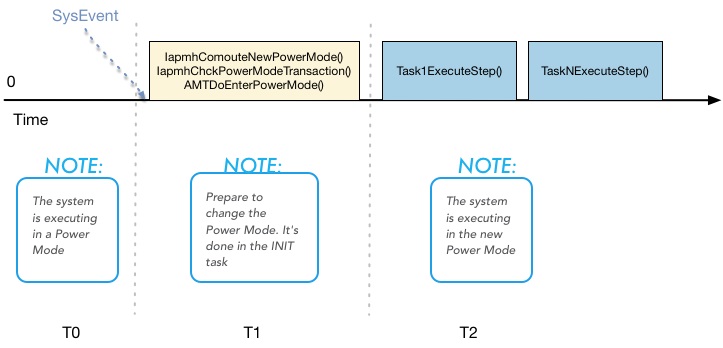 SysEvent
IapmhComouteNewPowerMode()
IapmhChckPowerModeTransaction()
AMTDoEnterPowerMode()
Task1ExecuteStep()
TaskNExecuteStep()
0
Time
NOTE:
The system
is executing
in a Power
Mode
NOTE:
Prepare to
change the
Power Mode. It's
done in the INIT
task
NOTE:
The system
is executing
in the new
Power Mode
T0
T1
T2